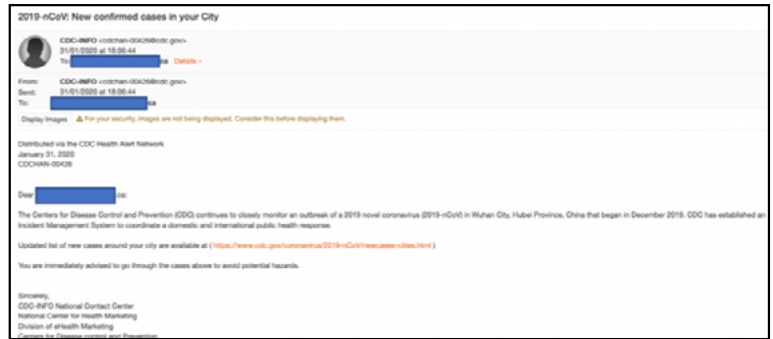 2019-nCoV: New confirmed cases in your City
CDC-INFO <cdchan-00426@cdc.gov>
31/01/2020 at 18:06:44
To: ca Details
From: CDC-INFO <cdchan-00426@cdc.gov>
Sent: 31/01/2020 at 18:06:44
To: ca
Display Images For your security, images are not being displayed. Consider this before displaying them.
Distributed via the CDC Health Alert Network
January 31, 2020
CDCHAN-00426
Dear ca:
The Centers for Disease Control and Prevention (CDC) continues to closely monitor an outbreak of a 2019 novel coronavirus (2019-nCoV) in Wuhan City, Hubei Province, China that began in December 2019. CDC has established an
Incident Management System to coordinate a domestic and international public health response.
Updated list of new cases around your city are available at ( https://www.cdc.gov/coronavirus/2019-nCoV/newcases-cities.html )
You are immediately advised to go through the cases above to avoid potential hazards.
Sincerely,
CDC-INFO National Contact Center
National Center for Health Marketing
Division of eHealth Marketing
Centers for Disease control and Prevention